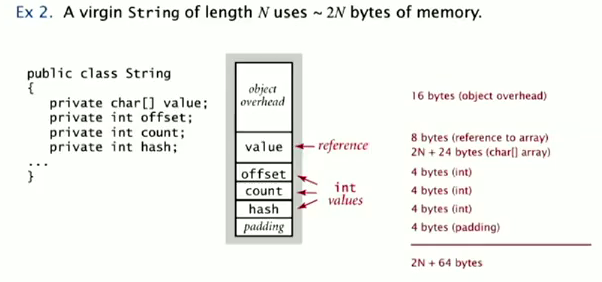 Ex 2. A virgin String of length N uses ~ 2N bytes of memory.
public class String
{
private char[] value;
private int offset;
private int count;
private int hash;
...
}
object
overhead
value
offset
count
hash
padding
reference
int
values
16 bytes (object overhead)
8 bytes (reference to array)
2N + 24 bytes (char[] array)
4 bytes (int)
4 bytes (int)
4 bytes (int)
4 bytes (padding)
2N + 64 bytes